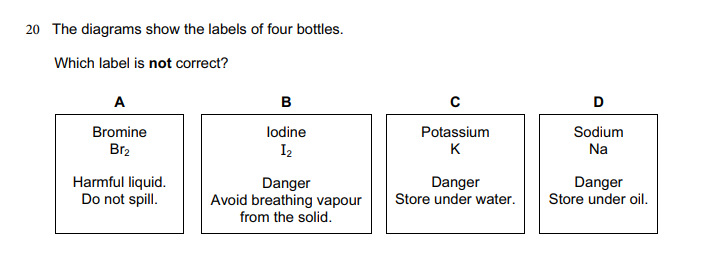 20 The diagrams show the labels of four bottles.
Which label is not correct?
A
Bromine
Br₂
Harmful liquid.
Do not spill.
B
Iodine
I₂
Danger
Avoid breathing vapour
from the solid.
C
Potassium
K
Danger
Store under water.
D
Sodium
Na
Danger
Store under oil.